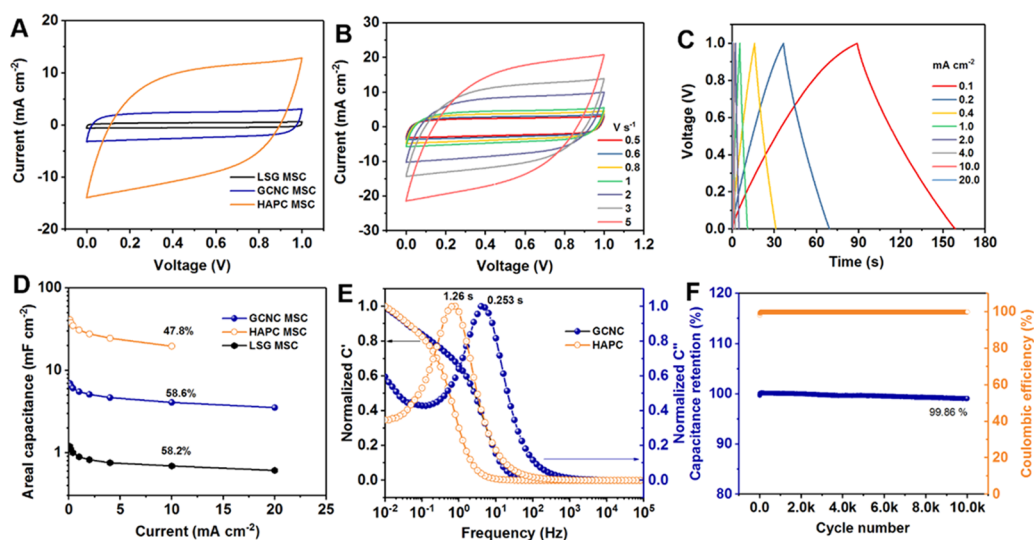 A
Current (mA cm-2)
20
10
0
-10
-20
LSG MSC
GCNC MSC
HAPC MSC
0.0 0.2 0.4 0.6 0.8 1.0
Voltage (V)
B
Current (mA cm-2)
30
20
10
0
-10
-20
-30
V s-1
0.5
0.6
0.8
1
2
3
5
0.0 0.2 0.4 0.6 0.8 1.0 1.2
Voltage (V)
C
Voltage (V)
1.0
0.8
0.6
0.4
0.2
0.0
mA cm-2
0.1
0.2
0.4
1.0
2.0
4.0
10.0
20.0
0 30 60 90 120 150 180
Time (s)
D
Areal capacitance (mF cm-2)
100
10
1
GCNC MSC
HAPC MSC
LSG MSC
47.8%
58.6%
58.2%
0 5 10 15 20
Current (mA cm-2)
E
Normalized C'
1.0
0.8
0.6
0.4
0.2
0.0
1.26 s
0.253 s
GCNC
HAPC
1.0
0.8
0.6
0.4
0.2
0.0
Normalized C"
10-2 10-1 100 101 102 103 104 105
Frequency (Hz)
F
Capacitance retention (%)
120
115
110
105
100
95
90
85
80
99.86 %
100
80
60
40
20
0
Coulombic efficiency (%)
0.0 2.0k 4.0k 6.0k 8.0k 10.0k
Cycle number